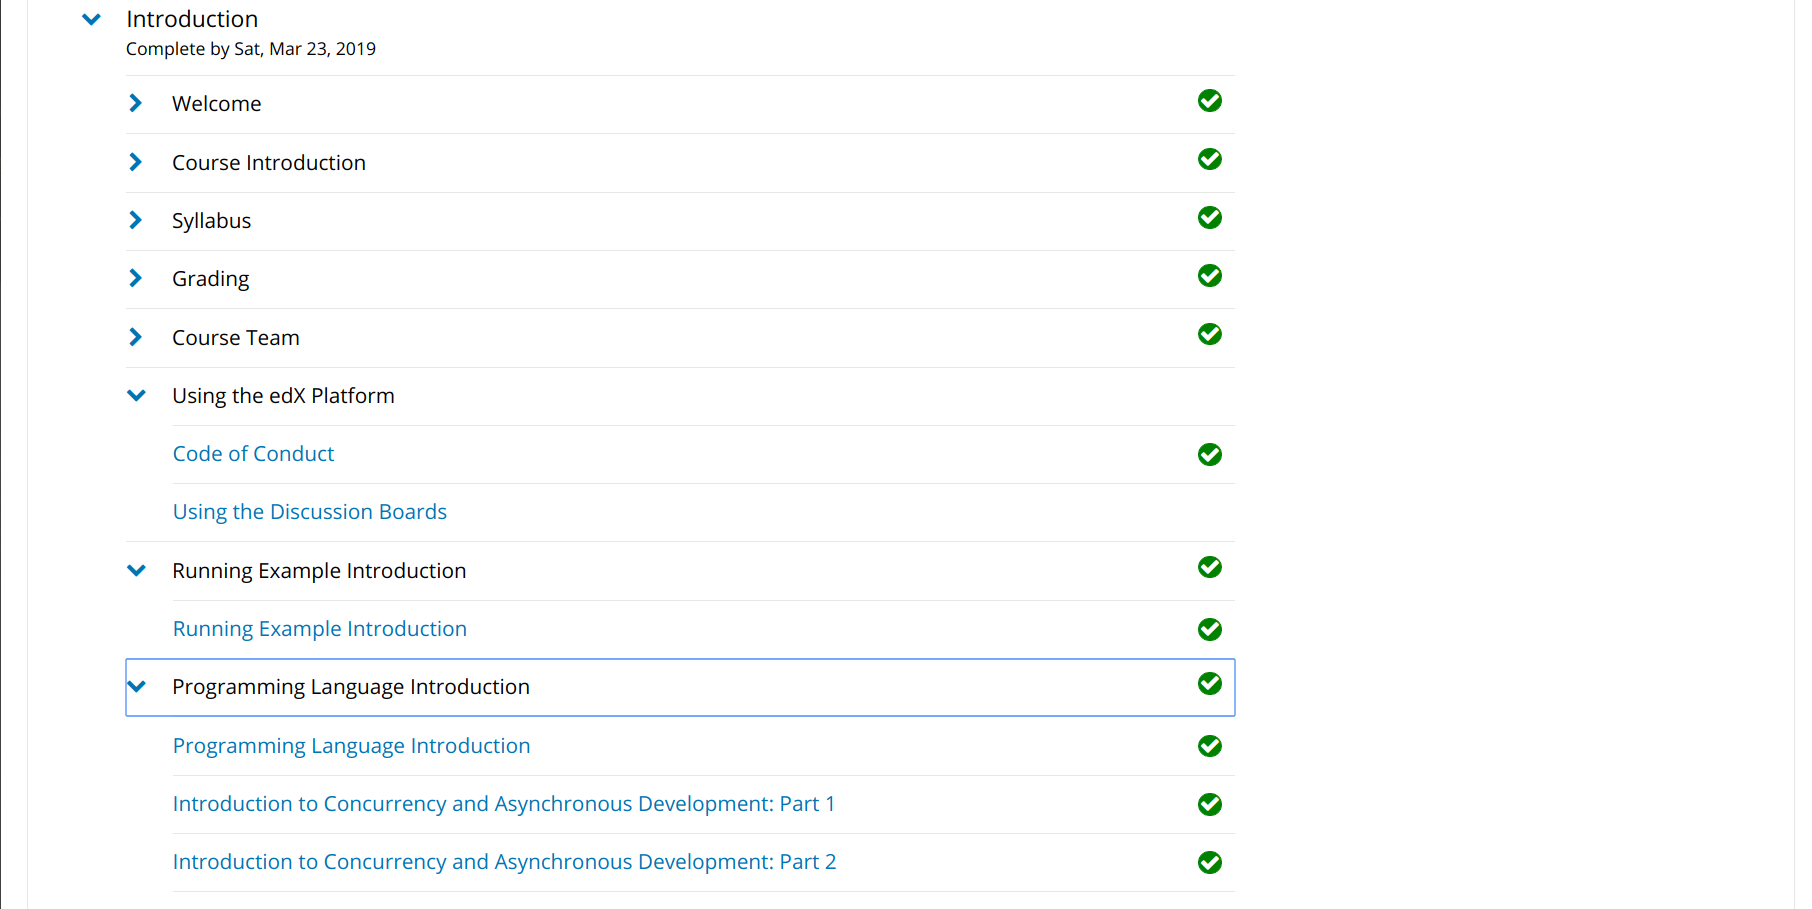 Introduction
Complete by Sat, Mar 23, 2019
Welcome
Course Introduction
Syllabus
Grading
Course Team
Using the edX Platform
Code of Conduct
Using the Discussion Boards
Running Example Introduction
Running Example Introduction
Programming Language Introduction
Programming Language Introduction
Introduction to Concurrency and Asynchronous Development: Part 1
Introduction to Concurrency and Asynchronous Development: Part 2